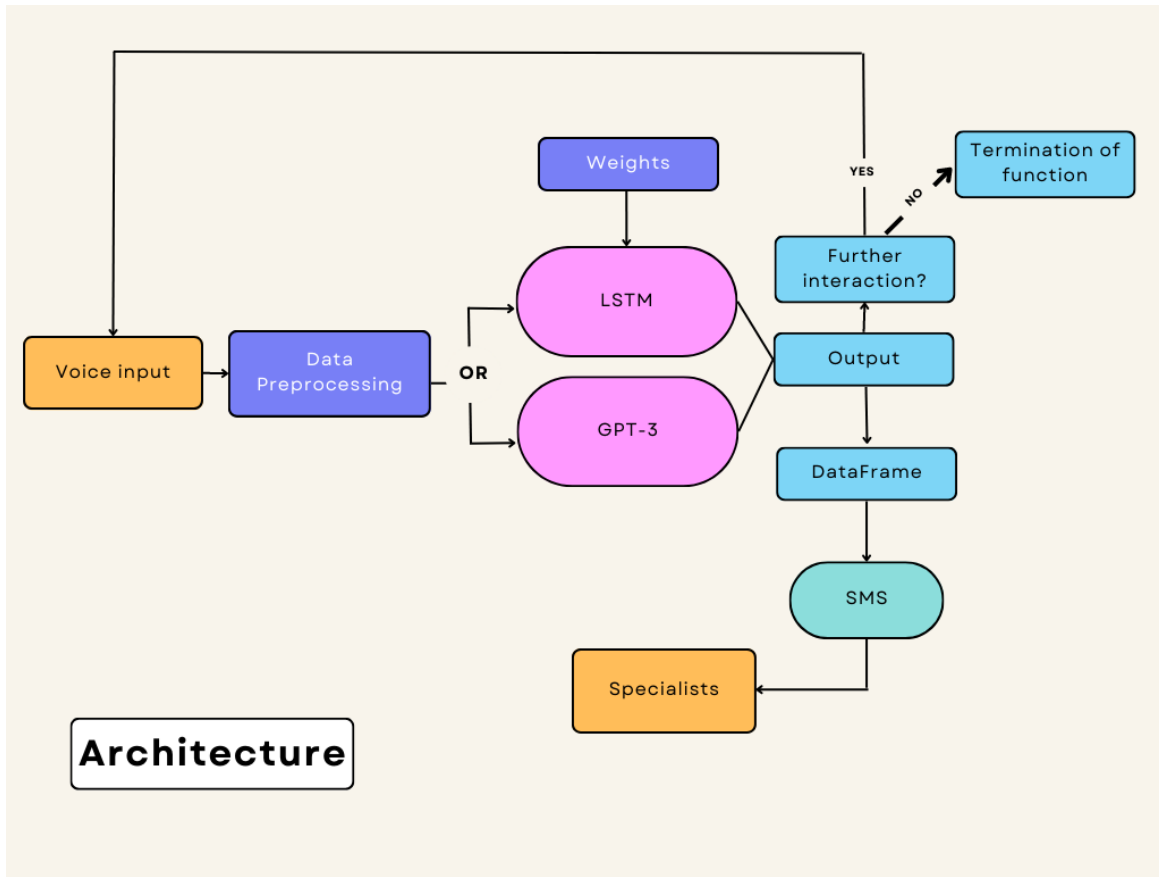 Weights
YES
NO
Termination of
function
Further
interaction?
LSTM
Voice input
Data
Preprocessing
OR
Output
GPT-3
DataFrame
SMS
Specialists
Architecture